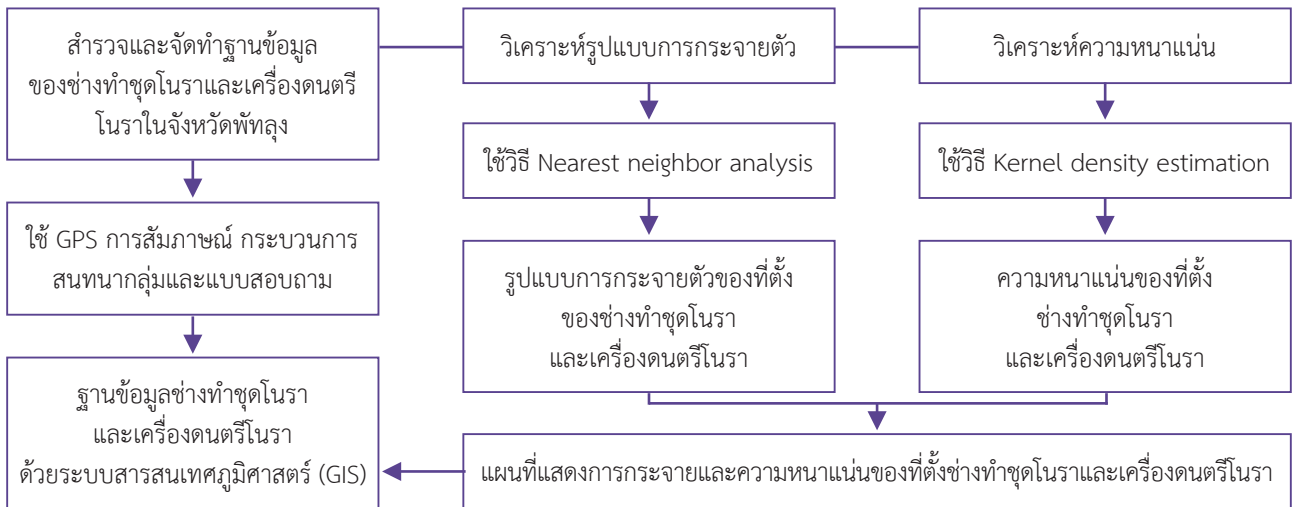 สำรวจและจัดทำฐานข้อมูล
ของช่างทำชุดโนราและเครื่องดนตรี
โนราในจังหวัดพัทลุง
วิเคราะห์รูปแบบการกระจายตัว
วิเคราะห์ความหนาแน่น
ใช้วิธี Nearest neighbor analysis
ใช้วิธี Kernel density estimation
ใช้ GPS การสัมภาษณ์ กระบวนการ
สนทนากลุ่มและแบบสอบถาม
รูปแบบการกระจายตัวของที่ตั้ง
ของช่างทำชุดโนรา
และเครื่องดนตรีโนรา
ความหนาแน่นของที่ตั้ง
ช่างทำชุดโนรา
และเครื่องดนตรีโนรา
ฐานข้อมูลช่างทำชุดโนรา
และเครื่องดนตรีโนรา
ด้วยระบบสารสนเทศภูมิศาสตร์ (GIS)
แผนที่แสดงการกระจายและความหนาแน่นของที่ตั้งช่างทำชุดโนราและเครื่องดนตรีโนรา